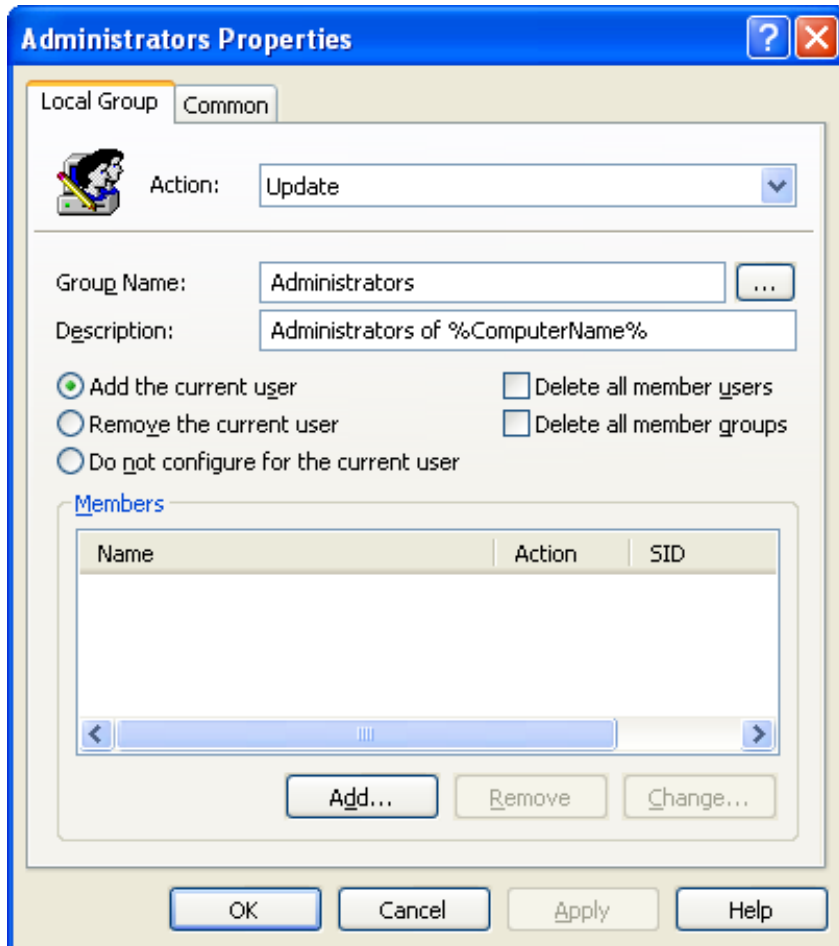 Administrators Properties
Local Group Common
Action: Update
Group Name: Administrators ...
Description: Administrators of %ComputerName%
Add the current user Delete all member users
Remove the current user Delete all member groups
Do not configure for the current user
Members
Name Action SID
Add... Remove Change...
OK Cancel Apply Help